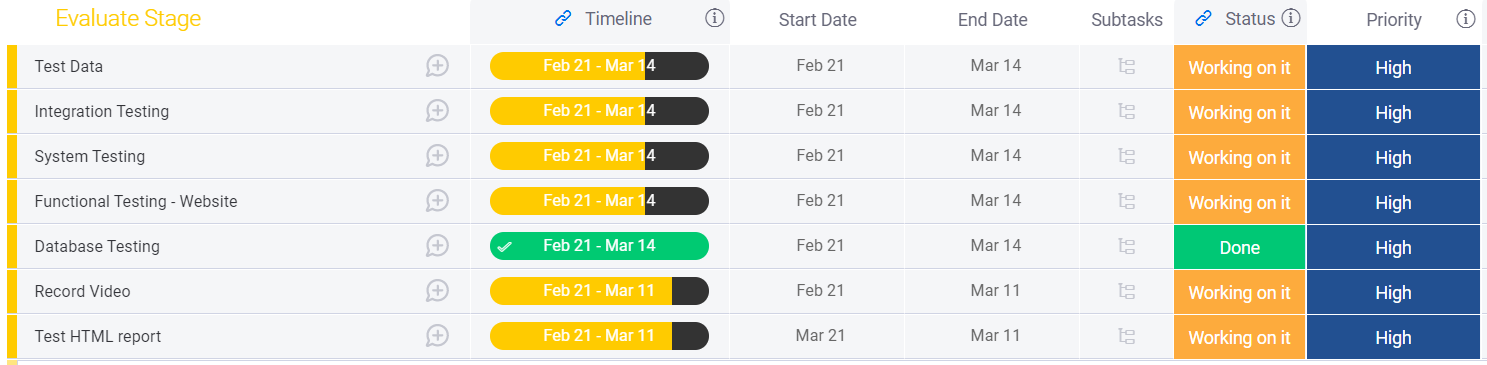 Evaluate Stage Timeline Start Date End Date Subtasks Status Priority
Test Data Feb 21 - Mar 14 Feb 21 Mar 14 Working on it High
Integration Testing Feb 21 - Mar 14 Feb 21 Mar 14 Working on it High
System Testing Feb 21 - Mar 14 Feb 21 Mar 14 Working on it High
Functional Testing - Website Feb 21 - Mar 14 Feb 21 Mar 14 Working on it High
Database Testing Feb 21 - Mar 14 Feb 21 Mar 14 Done High
Record Video Feb 21 - Mar 11 Feb 21 Mar 11 Working on it High
Test HTML report Feb 21 - Mar 11 Mar 21 Mar 11 Working on it High